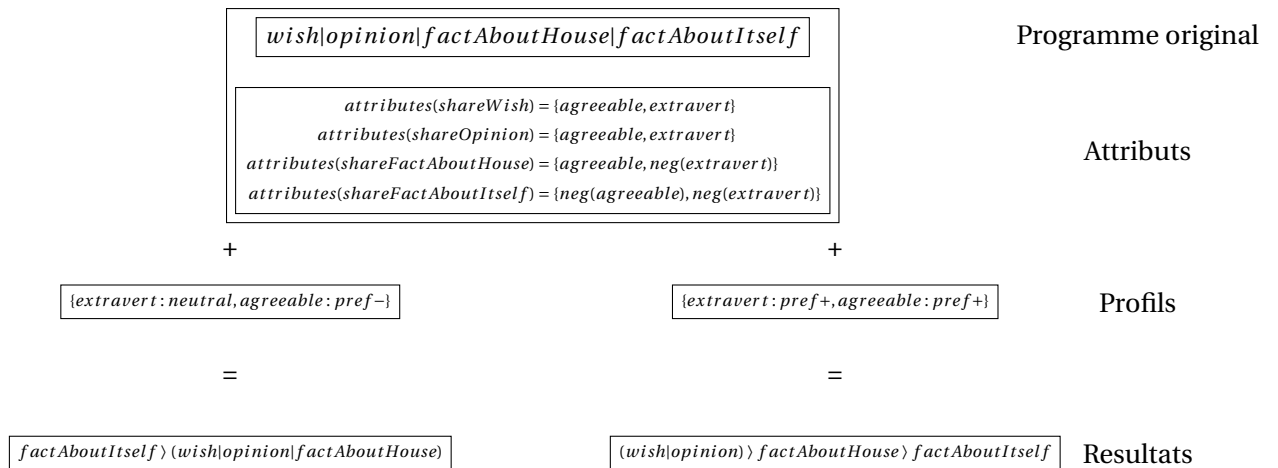 wish|opinion|factAboutHouse|factAboutItself
Programme original
attributes(shareWish) = {agreeable, extravert}
attributes(shareOpinion) = {agreeable, extravert}
attributes(shareFactAboutHouse) = {agreeable, neg(extravert)}
attributes(shareFactAboutItself) = {neg(agreeable), neg(extravert)}
Attributs
+ +
{extravert : neutral, agreeable : pref−} {extravert : pref+, agreeable : pref+} Profils
= =
factAboutItself ⟩ (wish|opinion|factAboutHouse) (wish|opinion) ⟩ factAboutHouse ⟩ factAboutItself Resultats